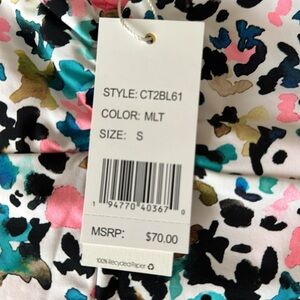 STYLE: CT2BL61
COLOR: MLT
SIZE: S
1 94770 40367 0
MSRP: $70.00
100% Recycled Paper